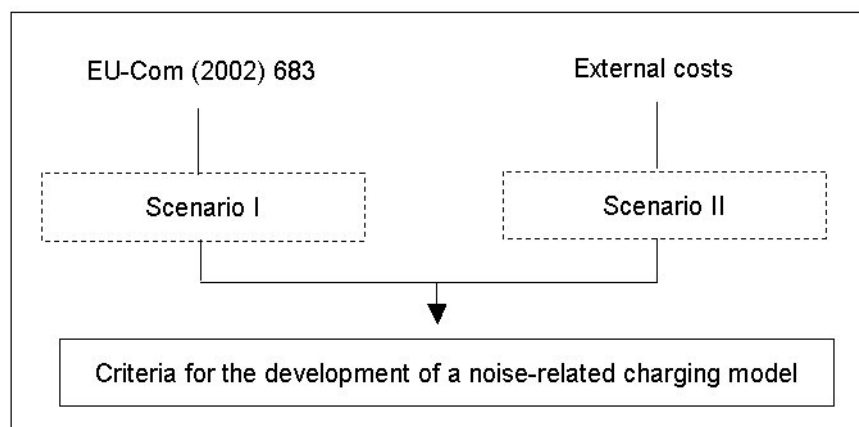 EU-Com (2002) 683
External costs
Scenario I
Scenario II
Criteria for the development of a noise-related charging model